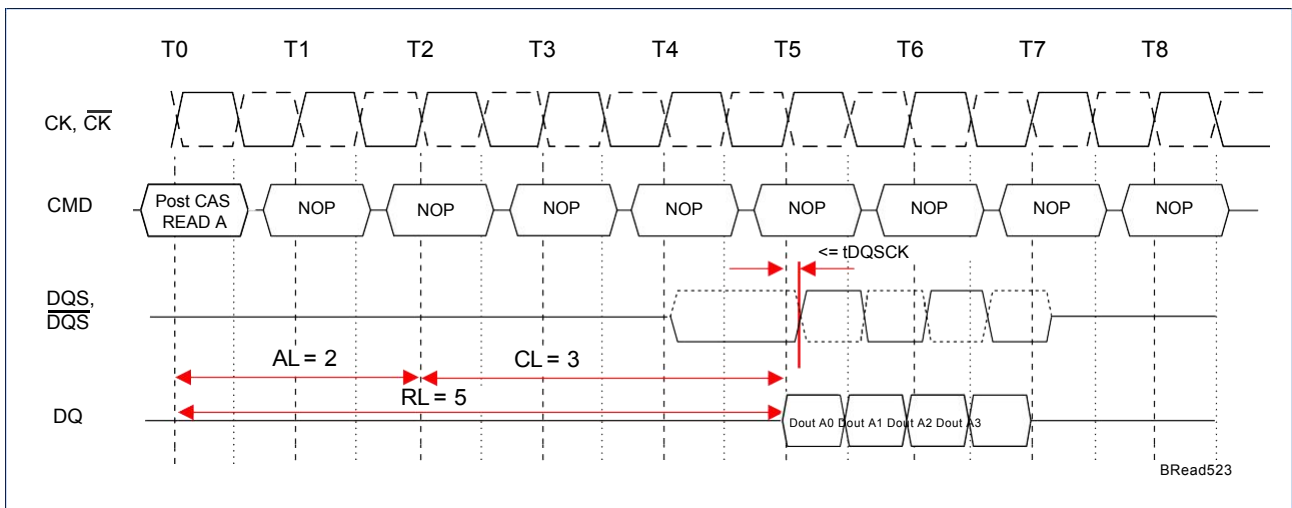 T0 T1 T2 T3 T4 T5 T6 T7 T8
CK, CK
CMD
Post CAS
READ A
NOP NOP NOP NOP NOP NOP NOP NOP
<= tDQSCK
DQS,
DQS
AL = 2 CL = 3
RL = 5
DQ
Dout A0 Dout A1 Dout A2 Dout A3
BRead523